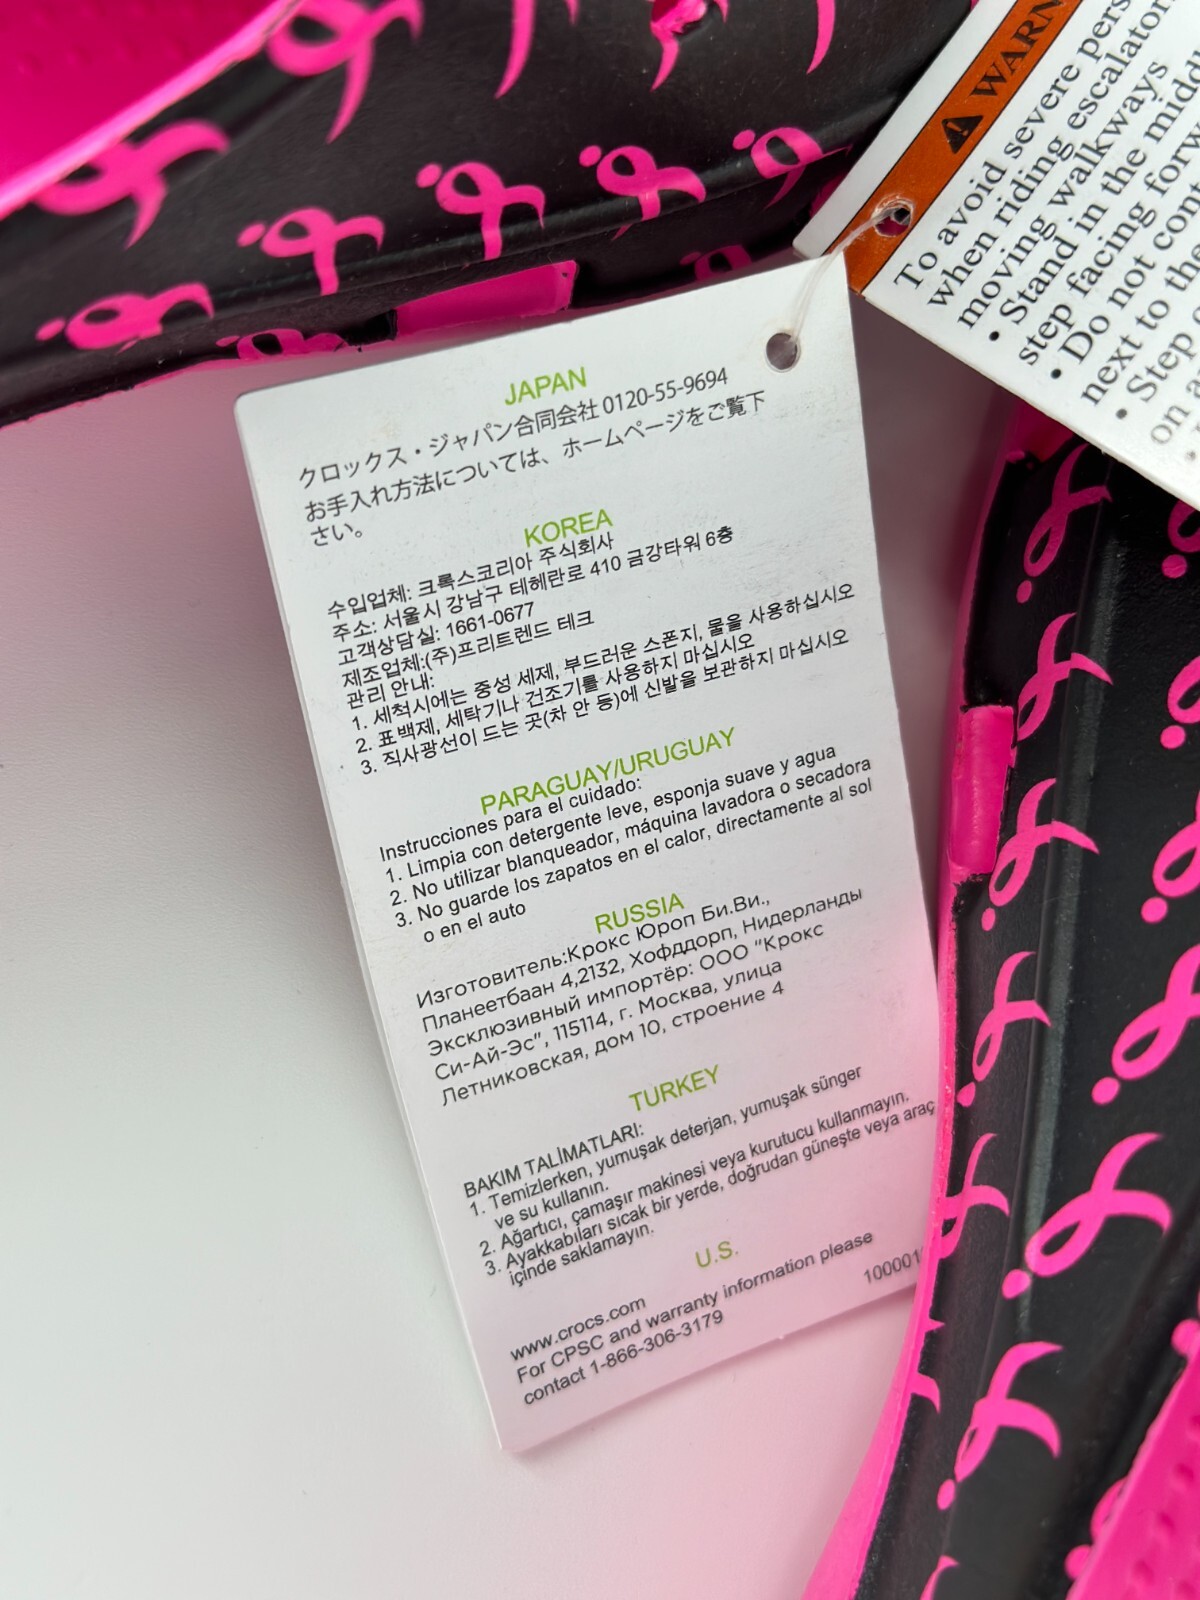 JAPAN
クロックス・ジャパン合同会社 0120-55-9694
お手入れ方法については、ホームページをご覧下
さい。
KOREA
수입업체: 크록스코리아 주식회사
주소: 서울시 강남구 테헤란로 410 금강타워 6층
고객상담실: 1661-0677
제조업체:(주)프리트렌드 테크
관리 안내:
1. 세척시에는 중성 세제, 부드러운 스폰지, 물을 사용하십시오
2. 표백제, 세탁기나 건조기를 사용하지 마십시오
3. 직사광선이 드는 곳(차 안 등)에 신발을 보관하지 마십시오
PARAGUAY/URUGUAY
Instrucciones para el cuidado:
1. Limpia con detergente leve, esponja suave y agua
2. No utilizar blanqueador, máquina lavadora o secadora
3. No guarde los zapatos en el calor, directamente al sol
o en el auto
RUSSIA
Изготовитель:Крокс Юроп Би.Ви.,
Планеетбаан 4,2132, Хофддорп, Нидерланды
Эксклюзивный импортёр: ООО "Крокс
Си-Ай-Эс", 115114, г. Москва, улица
Летниковская, дом 10, строение 4
TURKEY
BAKIM TALİMATLARI:
1. Temizlerken, yumuşak deterjan, yumuşak sünger
ve su kullanın.
2. Ağartıcı, çamaşır makinesi veya kurutucu kullanmayın.
3. Ayakkabıları sıcak bir yerde, doğrudan güneşte veya araç
içinde saklamayın.
U.S.
www.crocs.com
For CPSC and warranty information please
contact 1-866-306-3179
100001
WARN
To avoid severe pers
when riding escalator
moving walkways
• Stand in the middl
step facing forw
• Do not cont
next to the
• Step
on a